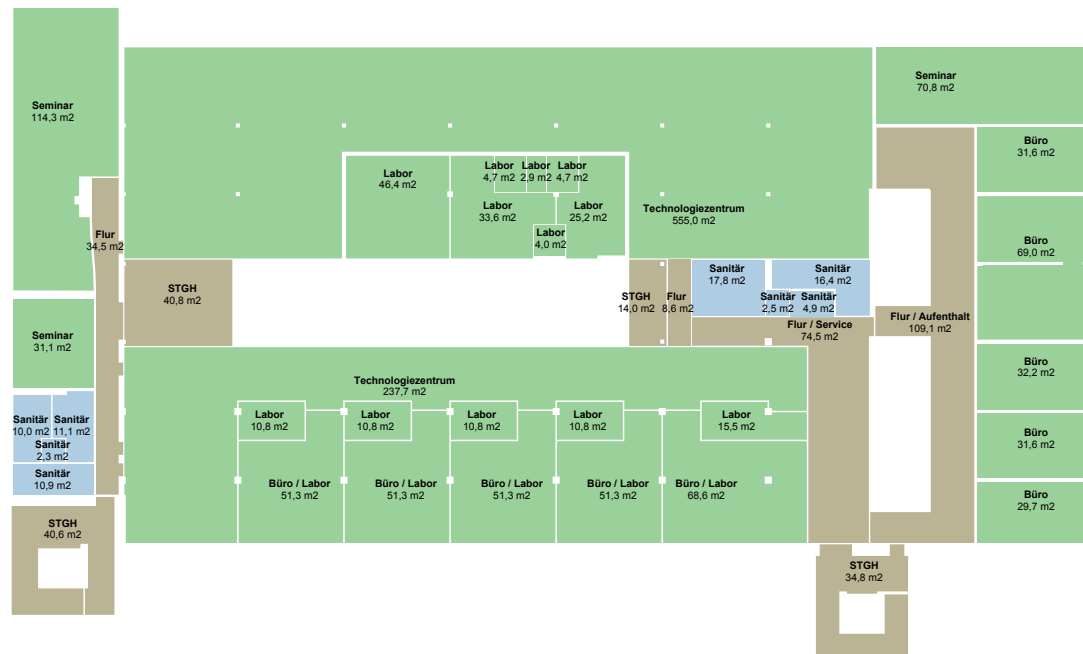 Seminar
70,8 m2
Seminar
114,3 m2
Büro
31,6 m2
Labor
46,4 m2
Labor
4,7 m2
Labor
2,9 m2
Labor
4,7 m2
Labor
33,6 m2
Labor
25,2 m2
Technologiezentrum
555,0 m2
Labor
4,0 m2
Flur
34,5 m2
Büro
69,0 m2
STGH
40,8 m2
STGH
14,0 m2
Flur
8,6 m2
Sanitär
17,8 m2
Sanitär
16,4 m2
Sanitär
2,5 m2
Sanitär
4,9 m2
Flur / Service
74,5 m2
Flur / Aufenthalt
109,1 m2
Seminar
31,1 m2
Büro
32,2 m2
Technologiezentrum
237,7 m2
Labor
10,8 m2
Labor
10,8 m2
Labor
10,8 m2
Labor
10,8 m2
Labor
15,5 m2
Sanitär
10,0 m2
Sanitär
11,1 m2
Sanitär
2,3 m2
Büro
31,6 m2
Sanitär
10,9 m2
Büro / Labor
51,3 m2
Büro / Labor
51,3 m2
Büro / Labor
51,3 m2
Büro / Labor
51,3 m2
Büro / Labor
68,6 m2
Büro
29,7 m2
STGH
40,6 m2
STGH
34,8 m2